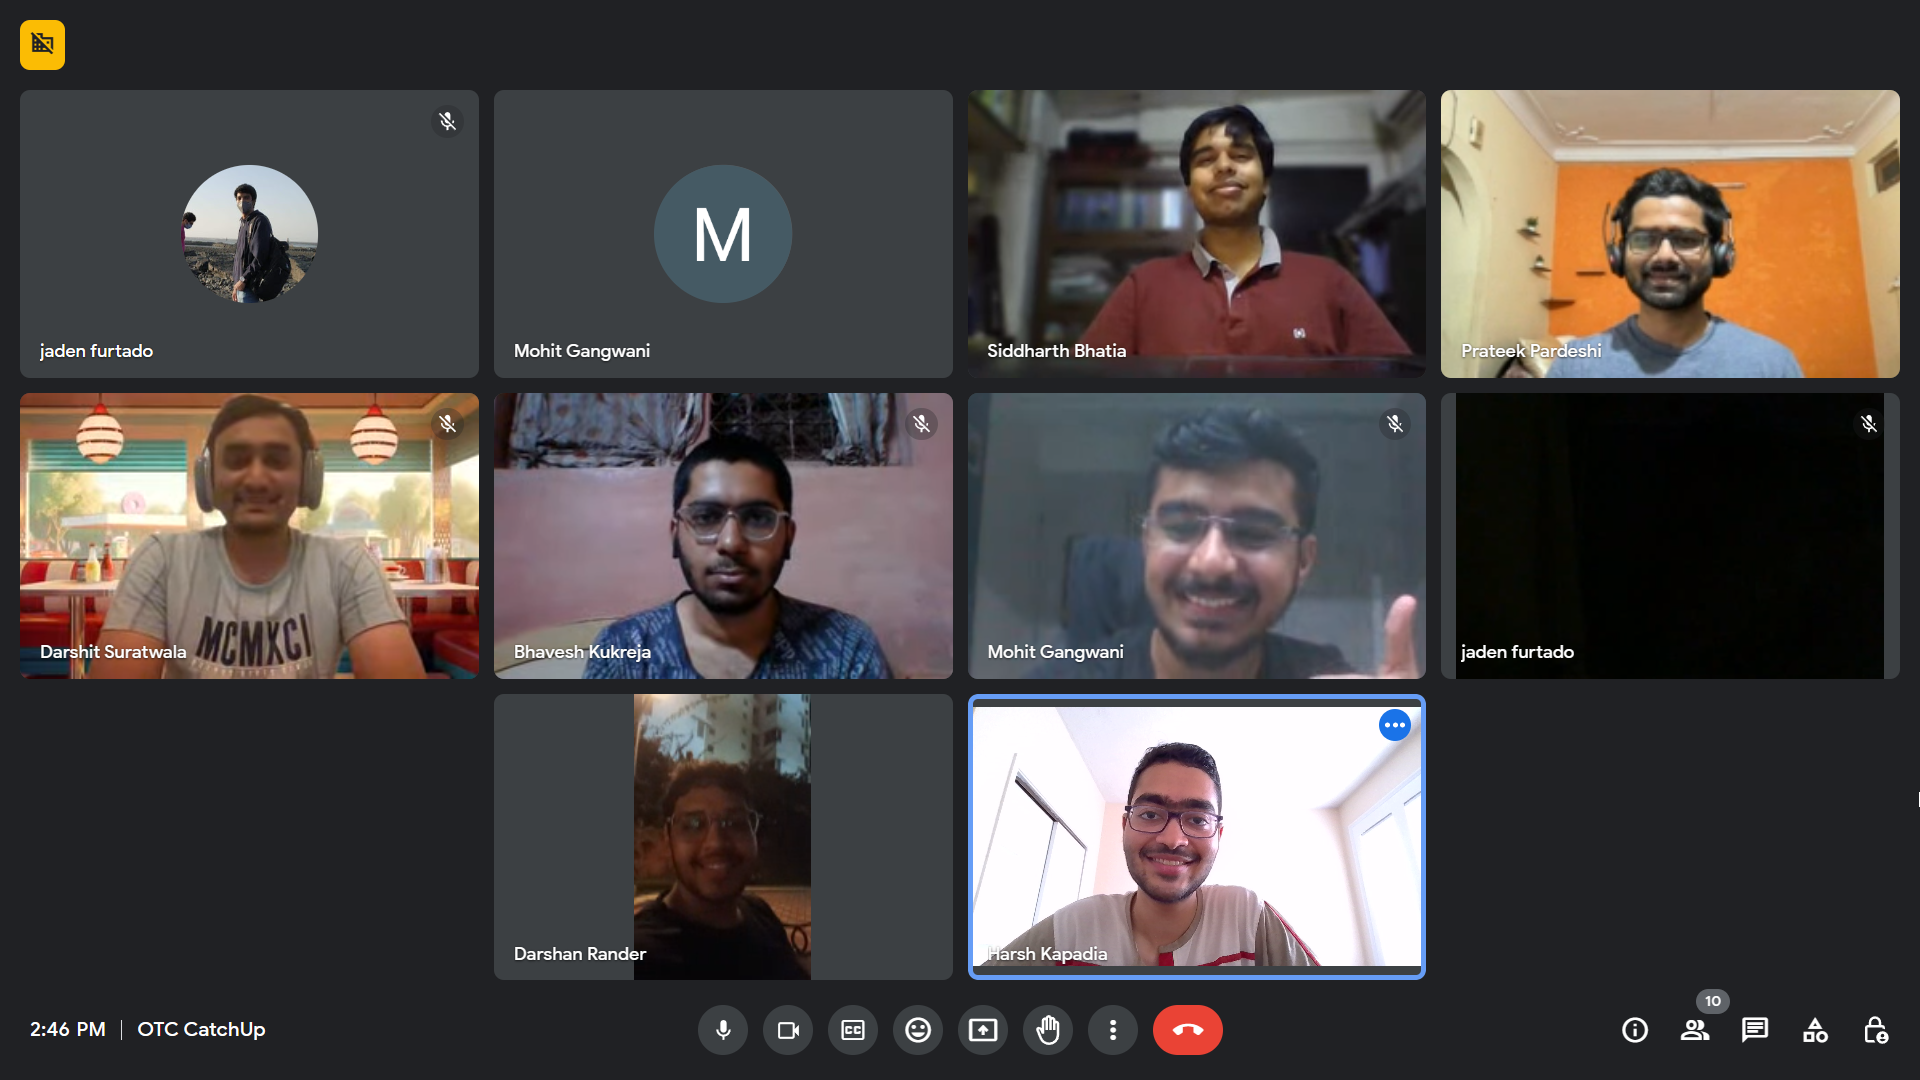 jaden furtado
M
Mohit Gangwani
Siddharth Bhatia
Prateek Pardeshi
MCMXCI
Darshit Suratwala
Bhavesh Kukreja
Mohit Gangwani
jaden furtado
Darshan Rander
Harsh Kapadia
2:46 PM | OTC CatchUp
CC
10